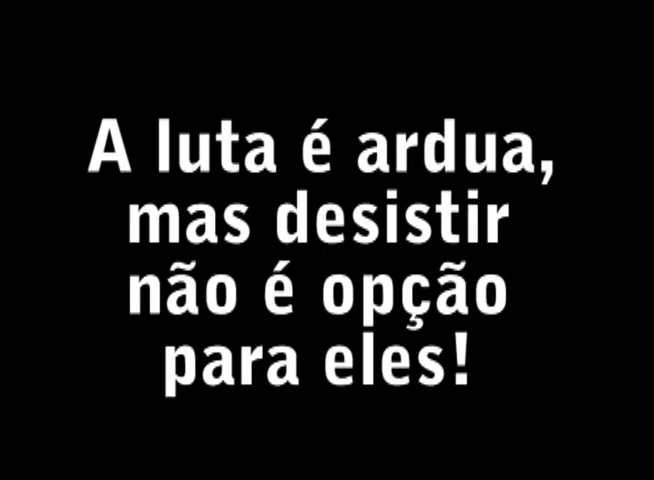 A luta é ardua,
mas desistir
não é opção
para eles!